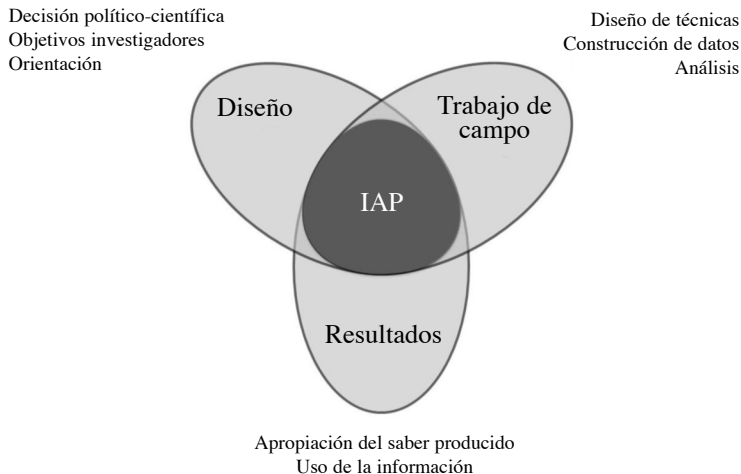 Decisión político-científica
Objetivos investigadores
Orientación
Diseño de técnicas
Construcción de datos
Análisis
Diseño
Trabajo de
campo
IAP
Resultados
Apropiación del saber producido
Uso de la información